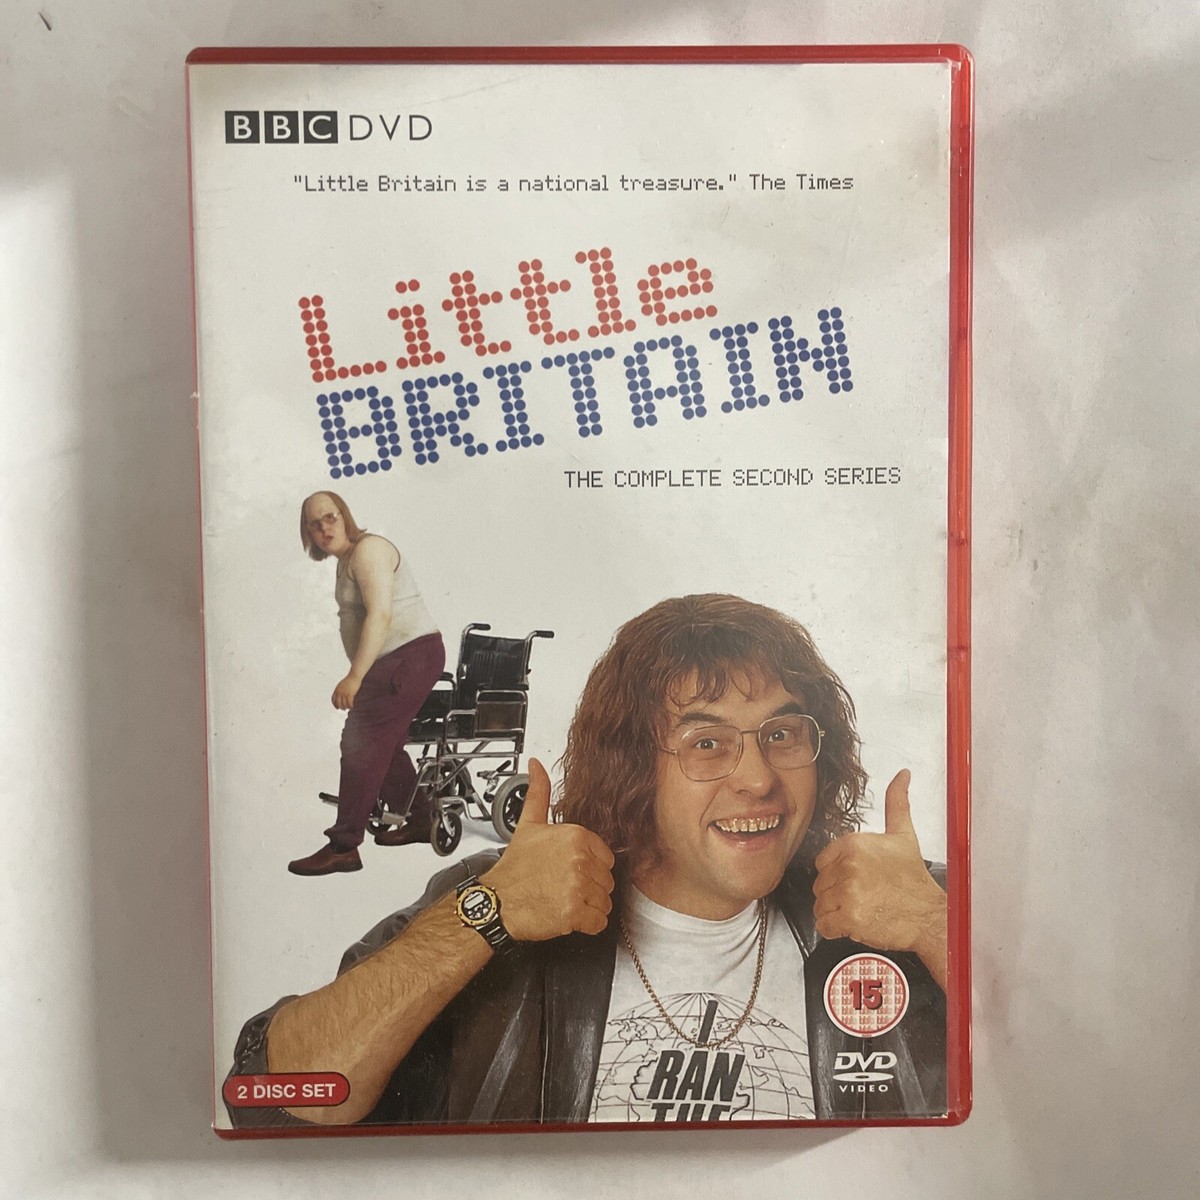 BBC DVD
"Little Britain is a national treasure." The Times
Little
BRITAIN
THE COMPLETE SECOND SERIES
I
RAN
THE
15
DVD
VIDEO
2 DISC SET